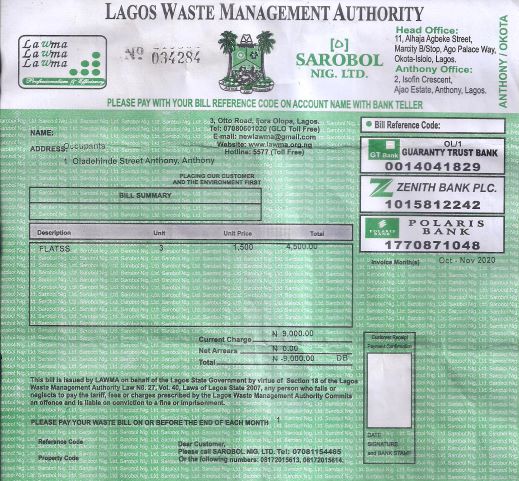 LAGOS WASTE MANAGEMENT AUTHORITY
Lawma
Lawma
Lawma
Nº 034284
[O]
SAROBOL
NIG. LTD.
Head Office:
11, Alhaja Agbeke Street,
Marcity B/Stop, Ago Palace Way,
Okota-Isolo, Lagos.
Anthony Office:
2, Isofin Crescent,
Ajao Estate, Anthony, Lagos.
ANTHONY / OKOTA
PLEASE PAY WITH YOUR BILL REFERENCE CODE ON ACCOUNT NAME WITH BANK TELLER
3, Otto Road, Ijora Olopa, Lagos.
Tel: 07080601020 (GLO Toll Free)
E-mail: newlawma@gmail.com
Website: www.lawma.org.ng
Hotline: 5577 (Toll Free)
NAME:
Occupants
ADDRESS:
1 Oladehinde Street Anthony, Anthony
PLACING OUR CUSTOMER
AND THE ENVIRONMENT FIRST
Bill Reference Code:
OL/1
GT Bank
GUARANTY TRUST BANK
0014041829
ZENITH BANK PLC.
1015812242
POLARIS
BANK
1770871048
Invoice Month(s) Oct - Nov 2020
BILL SUMMARY
Description Unit Unit Price Total
FLATSS 3 1,500 4,500.00
Current Charge N 9,000.00
Net Arrears N 0.00
Total N -9,000.00 DB
Customer Receipt
Payment Confirmation
This bill is issued by LAWMA on behalf of the Lagos State Government by virtue of Section 18 of the Lagos
Waste Management Authority Law No. 27, Vol. 40, Laws of Lagos State 2007, any person who fails or
neglects to pay the tariff, fees or charges prescribed by the Lagos Waste Management Authority Commits
an offence and is liable on conviction to a fine or imprisonment.
PLEASE PAY YOUR WASTE BILL ON OR BEFORE THE END OF EACH MONTH 1
DATE
SIGNATURE
and BANK STAMP
Reference Code
Property Code
Dear Customer,
Please call SAROBOL NIG. LTD. Tel: 07081154485
Or the following numbers: 08172015613, 08172015614.